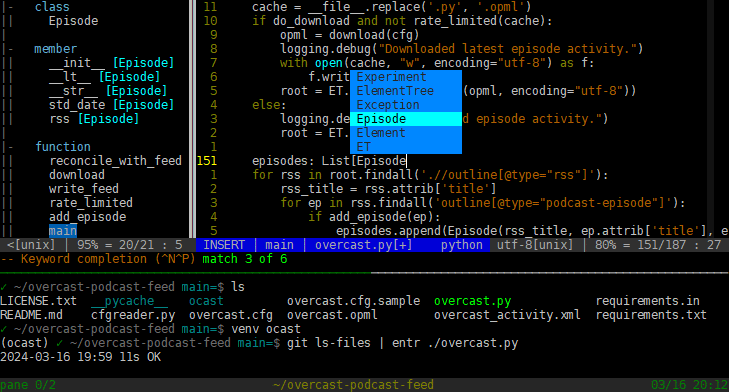 |-  class
||    Episode
|
|-  member
||    __init__ [Episode]
||    __lt__ [Episode]
||    __str__ [Episode]
||    std_date [Episode]
||    rss [Episode]
|
|-  function
||    reconcile_with_feed
||    download
||    write_feed
||    rate_limited
||    add_episode
||    main
<[unix] | 95% = 20/21 : 5
11     cache = __file__.replace('.py', '.opml')
10     if do_download and not rate_limited(cache):
9         opml = download(cfg)
8         logging.debug("Downloaded latest episode activity.")
7         with open(cache, "w", encoding="utf-8") as f:
6             f.writ Experiment
5         root = ET. ElementTree (opml, encoding="utf-8"))
4     else: Exception
3         logging.de Episode d episode activity.")
2         root = ET. Element
1 ET
151     episodes: List[Episode
1     for rss in root.findall('.//outline[@type="rss"]'):
2         rss_title = rss.attrib['title']
3         for ep in rss.findall('outline[@type="podcast-episode"]'):
4             if add_episode(ep):
5                 episodes.append(Episode(rss_title, ep.attrib['title'], e
INSERT | main | overcast.py[+]    python  utf-8[unix] | 80% = 151/187 : 27
-- Keyword completion (^N^P) match 3 of 6
✓ ~/overcast-podcast-feed main=$ ls
LICENSE.txt  __pycache__  ocast  overcast.cfg.sample  overcast.py  requirements.in
README.md  cfgreader.py  overcast.cfg  overcast.opml  overcast_activity.xml  requirements.txt
✓ ~/overcast-podcast-feed main=$ venv ocast
(ocast) ✓ ~/overcast-podcast-feed main=$ git ls-files | entr ./overcast.py
2024-03-16 19:59 11s OK
pane 0/2  ~/overcast-podcast-feed  03/16 20:12